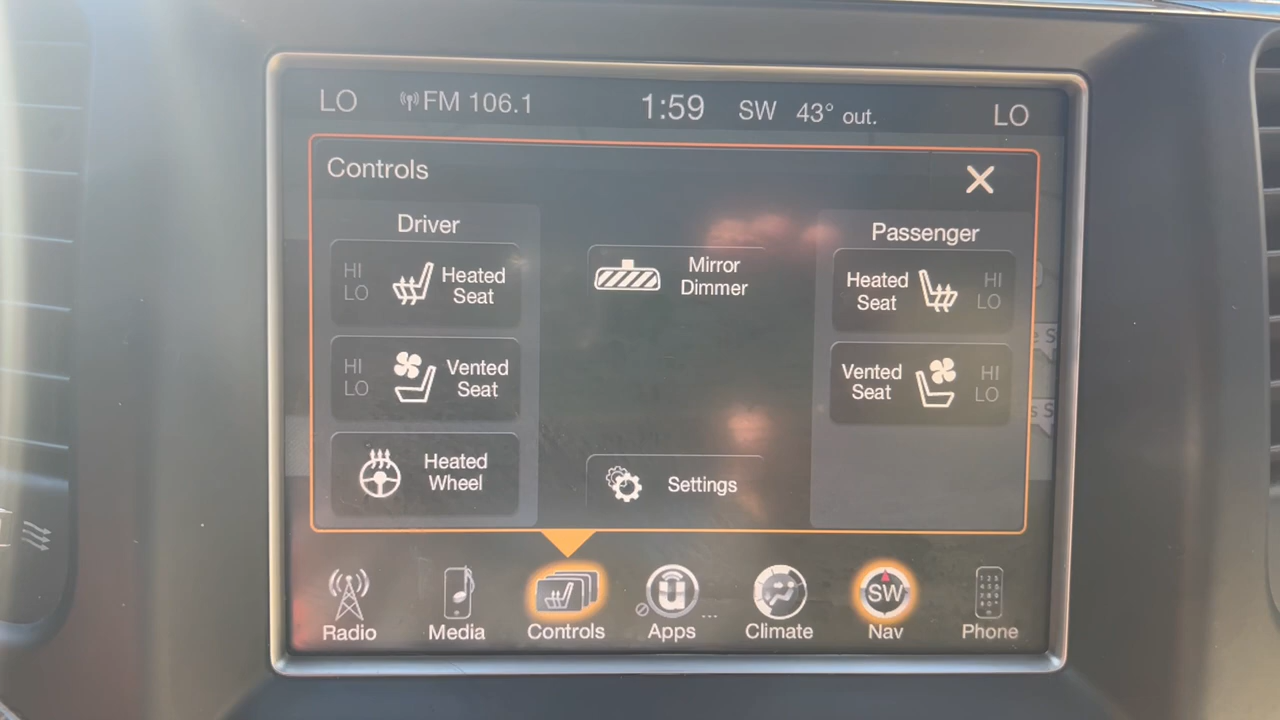 LO FM 106.1 1:59 SW 43° out. LO
Controls
Driver
HI
LO
Heated
Seat
HI
LO
Vented
Seat
Heated
Wheel
Mirror
Dimmer
Settings
Passenger
Heated
Seat
HI
LO
Vented
Seat
HI
LO
SW
Radio Media Controls Apps Climate Nav Phone